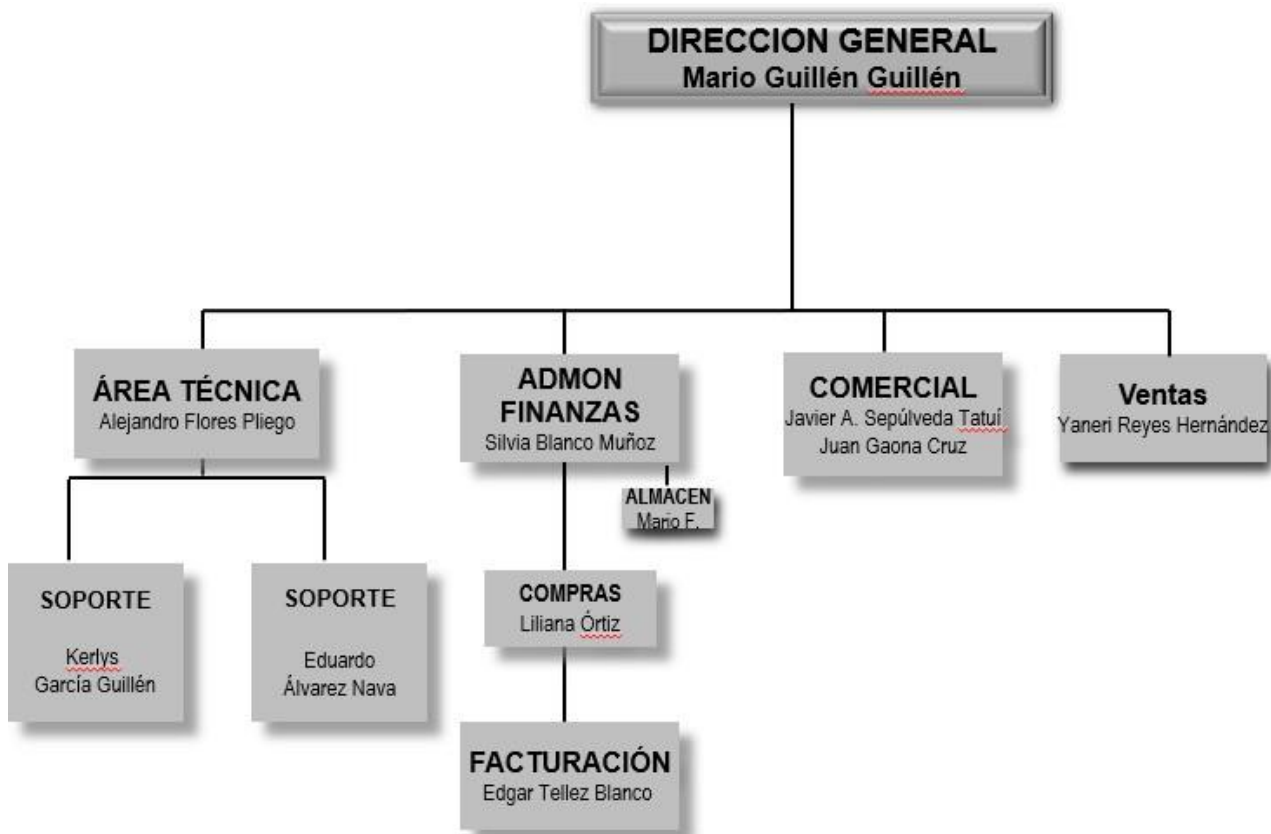 DIRECCION GENERAL
Mario Guillén Guillén
ÁREA TÉCNICA
Alejandro Flores Pliego
ADMON
FINANZAS
Silvia Blanco Muñoz
COMERCIAL
Javier A. Sepúlveda Tatuí
Juan Gaona Cruz
Ventas
Yaneri Reyes Hernández
ALMACEN
Mario F.
SOPORTE
Kerlys
García Guillén
SOPORTE
Eduardo
Álvarez Nava
COMPRAS
Liliana Órtiz
FACTURACIÓN
Edgar Tellez Blanco